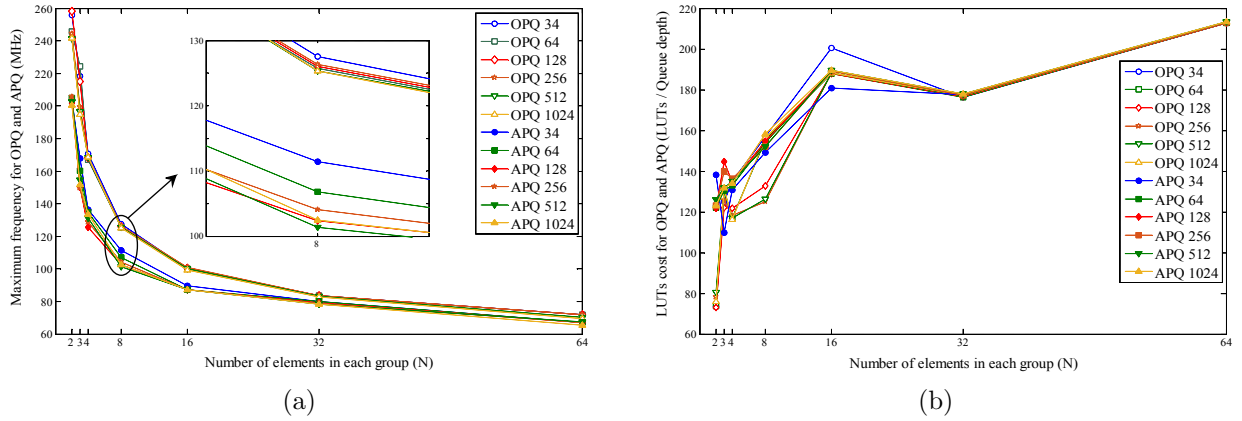 Maximum frequency for OPQ and APQ (MHz)
260
240
220
200
180
160
140
120
100
80
60
2 3 4 8 16 32 64
Number of elements in each group (N)
130
125
120
110
100
8
OPQ 34
OPQ 64
OPQ 128
OPQ 256
OPQ 512
OPQ 1024
APQ 34
APQ 64
APQ 128
APQ 256
APQ 512
APQ 1024
(a)
LUTs cost for OPQ and APQ (LUTs / Queue depth)
220
200
180
160
140
120
100
80
60
2 3 4 8 16 32 64
Number of elements in each group (N)
OPQ 34
OPQ 64
OPQ 128
OPQ 256
OPQ 512
OPQ 1024
APQ 34
APQ 64
APQ 128
APQ 256
APQ 512
APQ 1024
(b)